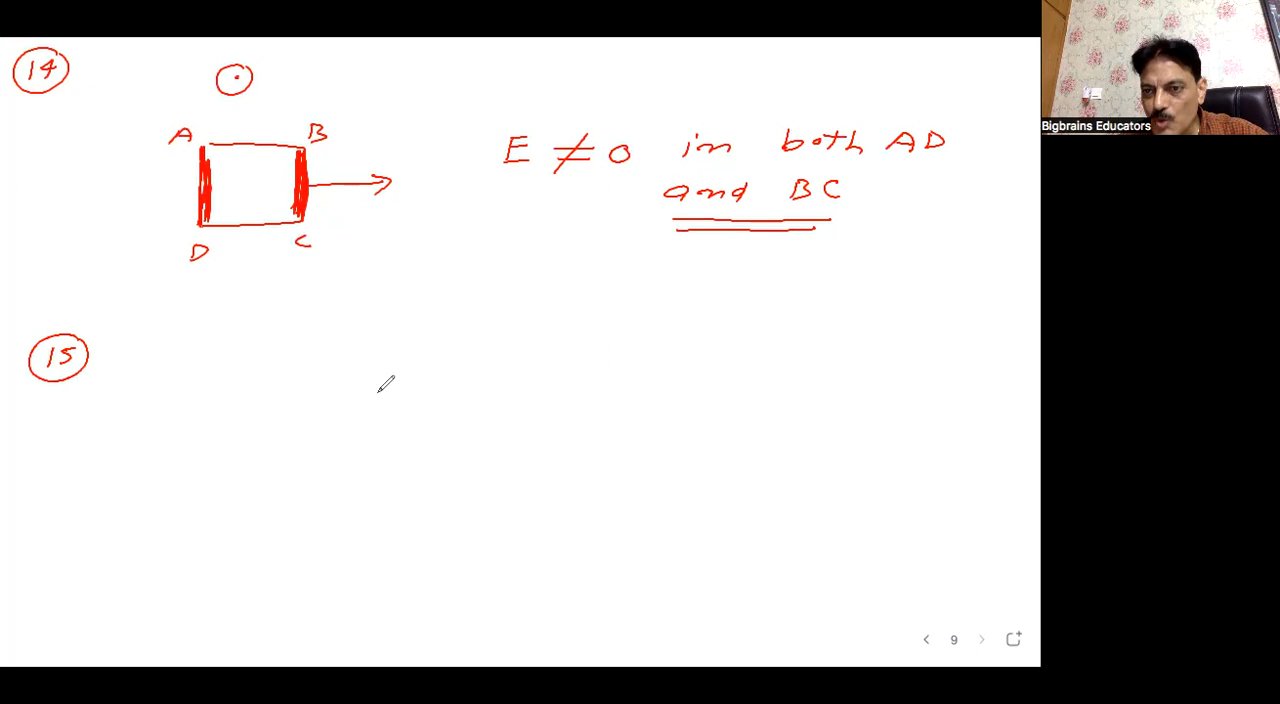 14
A B
D C
E ≠ 0 in both AD
and BC
15
Bigbrains Educators
9